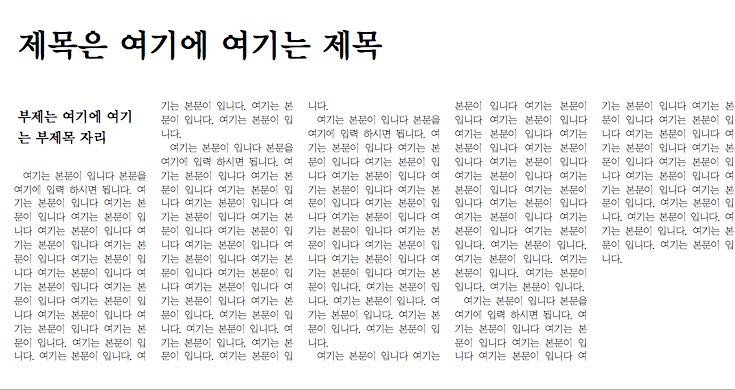 제목은 여기에 여기는 제목
부제는 여기에 여기
는 부제목 자리
여기는 본문이 입니다 본문을
여기에 입력 하시면 됩니다. 여
기는 본문이 입니다 여기는 본
문이 입니다 여기는 본문이 입
니다 여기는 본문이 입니다 여
기는 본문이 입니다 여기는 본
문이 입니다. 여기는 본문이 입
니다 여기는 본문이 입니다 여
기는 본문이 입니다 여기는 본
문이 입니다 여기는 본문이 입
니다 여기는 본문이 입니다. 여
기는 본문이 입니다 여기는 본
문이 입니다. 여기는 본문이 입
니다. 여기는 본문이 입니다. 여
기는 본문이 입니다. 여기는 본
문이 입니다. 여기는 본문이 입
니다.
여기는 본문이 입니다 본문을
여기에 입력 하시면 됩니다. 여
기는 본문이 입니다 여기는 본
문이 입니다 여기는 본문이 입
니다 여기는 본문이 입니다 여
기는 본문이 입니다 여기는 본
문이 입니다. 여기는 본문이 입
니다 여기는 본문이 입니다 여
기는 본문이 입니다 여기는 본
문이 입니다 여기는 본문이 입
니다 여기는 본문이 입니다. 여
기는 본문이 입니다 여기는 본
문이 입니다. 여기는 본문이 입
니다. 여기는 본문이 입니다. 여
기는 본문이 입니다. 여기는 본
문이 입니다. 여기는 본문이 입
니다.
여기는 본문이 입니다 본문을
여기에 입력 하시면 됩니다. 여
기는 본문이 입니다 여기는 본
문이 입니다 여기는 본문이 입
니다 여기는 본문이 입니다 여
기는 본문이 입니다 여기는 본
문이 입니다. 여기는 본문이 입
니다 여기는 본문이 입니다 여
기는 본문이 입니다 여기는 본
문이 입니다 여기는 본문이 입
니다 여기는 본문이 입니다. 여
기는 본문이 입니다 여기는 본
문이 입니다. 여기는 본문이 입
니다. 여기는 본문이 입니다. 여
기는 본문이 입니다. 여기는 본
문이 입니다. 여기는 본문이 입
니다.
여기는 본문이 입니다 여기는
본문이 입니다 여기는 본문이
입니다 여기는 본문이 입니다
여기는 본문이 입니다 여기는
본문이 입니다. 여기는 본문이
입니다 여기는 본문이 입니다
여기는 본문이 입니다 여기는
본문이 입니다 여기는 본문이
입니다 여기는 본문이 입니다.
여기는 본문이 입니다 여기는
본문이 입니다. 여기는 본문이
입니다. 여기는 본문이 입니다.
여기는 본문이 입니다. 여기는
본문이 입니다. 여기는 본문이
입니다.
여기는 본문이 입니다 본문을
여기에 입력 하시면 됩니다. 여
기는 본문이 입니다 여기는 본
문이 입니다 여기는 본문이 입
니다 여기는 본문이 입니다 여
기는 본문이 입니다 여기는 본
문이 입니다. 여기는 본문이 입
니다 여기는 본문이 입니다 여
기는 본문이 입니다 여기는 본
문이 입니다 여기는 본문이 입
니다 여기는 본문이 입니다. 여
기는 본문이 입니다 여기는 본
문이 입니다. 여기는 본문이 입
니다. 여기는 본문이 입니다. 여
기는 본문이 입니다. 여기는 본
문이 입니다. 여기는 본문이 입
니다.